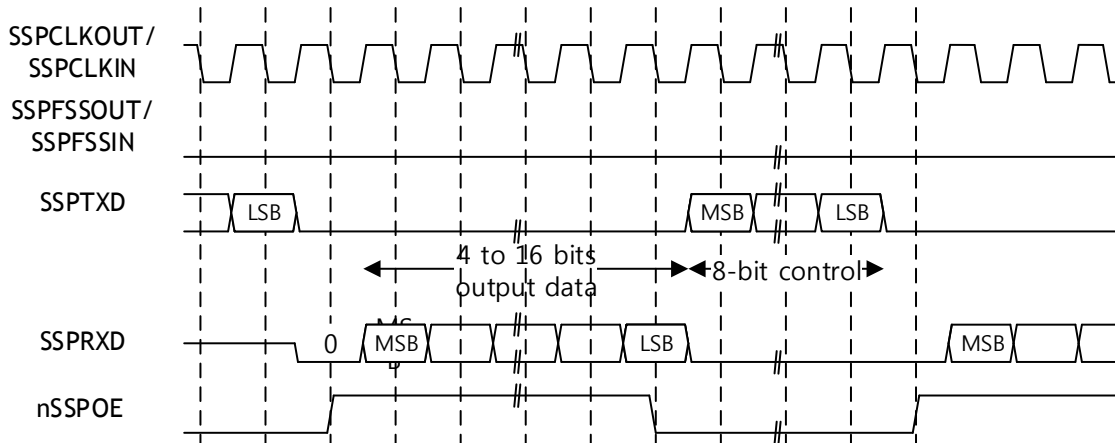 SSPCLKOUT/
SSPCLKIN
SSPFSSOUT/
SSPFSSIN
SSPTXD
LSB
MSB
LSB
4 to 16 bits
output data
8-bit control
SSPRXD
0
MS
B
MSB
LSB
MSB
nSSPOE